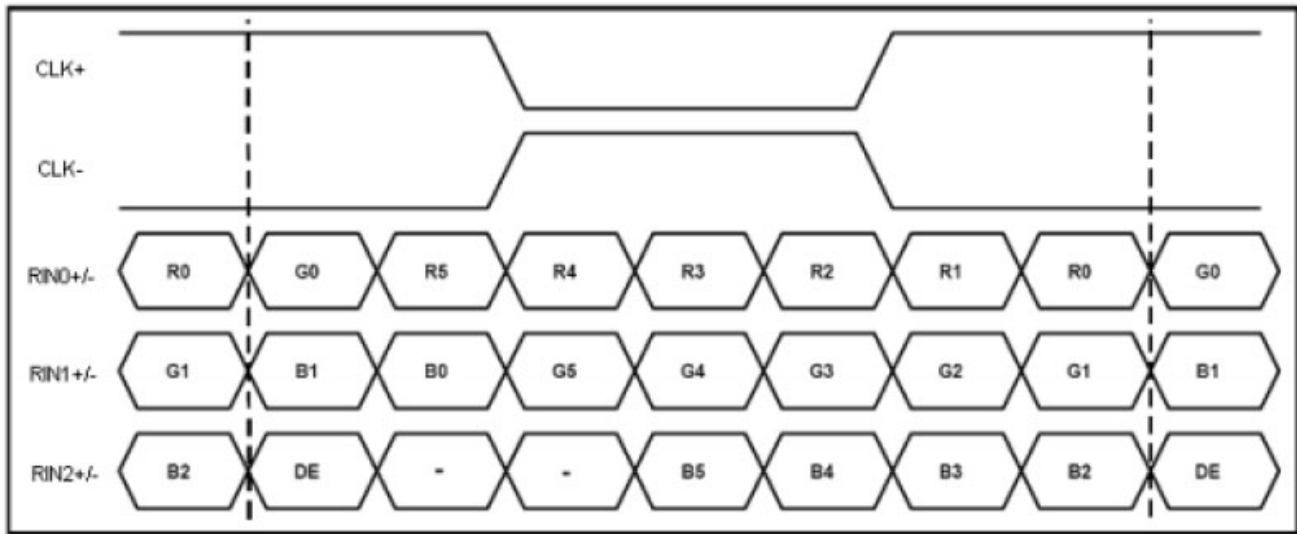 CLK+
CLK-
RIN0+/- R0 G0 R5 R4 R3 R2 R1 R0 G0
RIN1+/- G1 B1 B0 G5 G4 G3 G2 G1 B1
RIN2+/- B2 DE - - B5 B4 B3 B2 DE